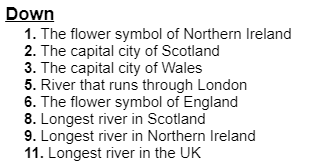 Down
1. The flower symbol of Northern Ireland
2. The capital city of Scotland
3. The capital city of Wales
5. River that runs through London
6. The flower symbol of England
8. Longest river in Scotland
9. Longest river in Northern Ireland
11. Longest river in the UK